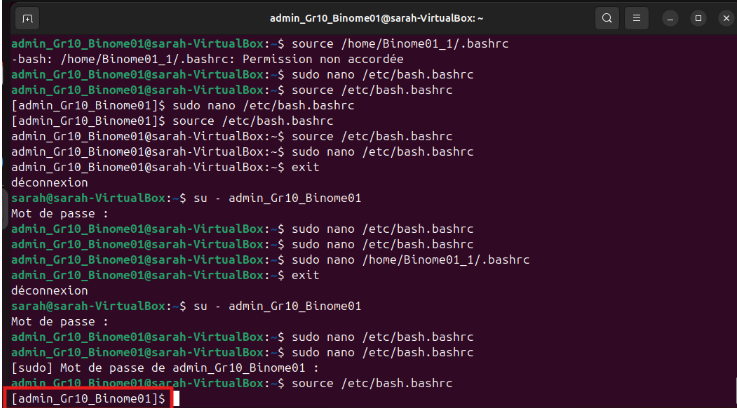 admin_Gr10_Binome01@sarah-VirtualBox: ~
admin_Gr10_Binome01@sarah-VirtualBox:~$ source /home/Binome01_1/.bashrc
-bash: /home/Binome01_1/.bashrc: Permission non accordée
admin_Gr10_Binome01@sarah-VirtualBox:~$ sudo nano /etc/bash.bashrc
admin_Gr10_Binome01@sarah-VirtualBox:~$ source /etc/bash.bashrc
[admin_Gr10_Binome01]$ sudo nano /etc/bash.bashrc
[admin_Gr10_Binome01]$ source /etc/bash.bashrc
admin_Gr10_Binome01@sarah-VirtualBox:~$ source /etc/bash.bashrc
admin_Gr10_Binome01@sarah-VirtualBox:~$ sudo nano /etc/bash.bashrc
admin_Gr10_Binome01@sarah-VirtualBox:~$ exit
déconnexion
sarah@sarah-VirtualBox:~$ su - admin_Gr10_Binome01
Mot de passe :
admin_Gr10_Binome01@sarah-VirtualBox:~$ sudo nano /etc/bash.bashrc
admin_Gr10_Binome01@sarah-VirtualBox:~$ sudo nano /etc/bash.bashrc
admin_Gr10_Binome01@sarah-VirtualBox:~$ sudo nano /home/Binome01_1/.bashrc
admin_Gr10_Binome01@sarah-VirtualBox:~$ exit
déconnexion
sarah@sarah-VirtualBox:~$ su - admin_Gr10_Binome01
Mot de passe :
admin_Gr10_Binome01@sarah-VirtualBox:~$ sudo nano /etc/bash.bashrc
admin_Gr10_Binome01@sarah-VirtualBox:~$ sudo nano /etc/bash.bashrc
[sudo] Mot de passe de admin_Gr10_Binome01 :
admin_Gr10_Binome01@sarah-VirtualBox:~$ source /etc/bash.bashrc
[admin_Gr10_Binome01]$